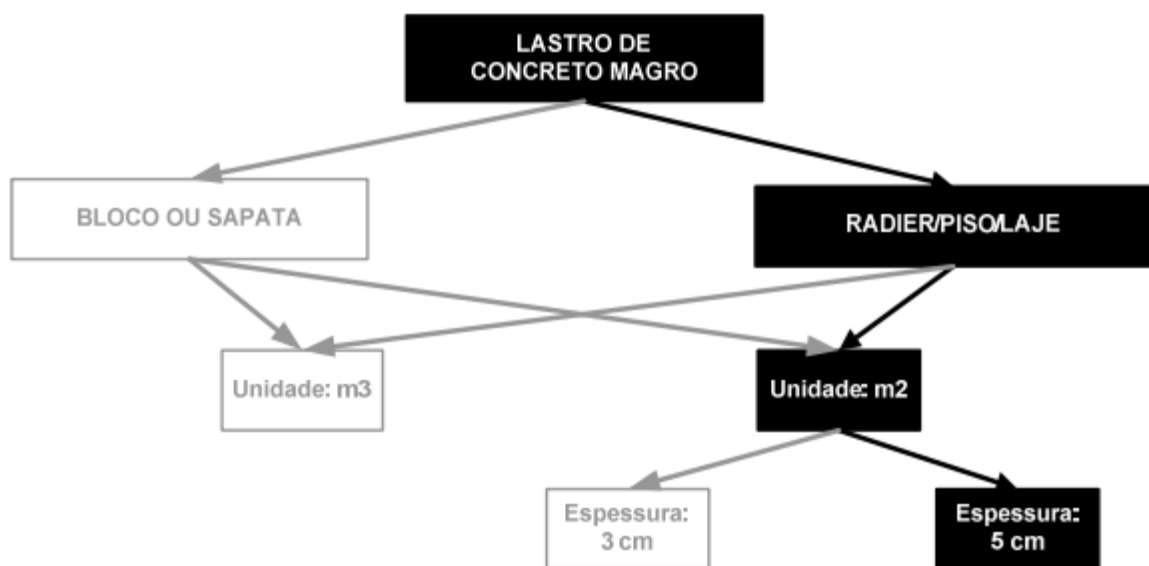 LASTRO DE
CONCRETO MAGRO
BLOCO OU SAPATA
RADIER/PISO/LAJE
Unidade: m3
Unidade: m2
Espessura:
3 cm
Espessura:
5 cm